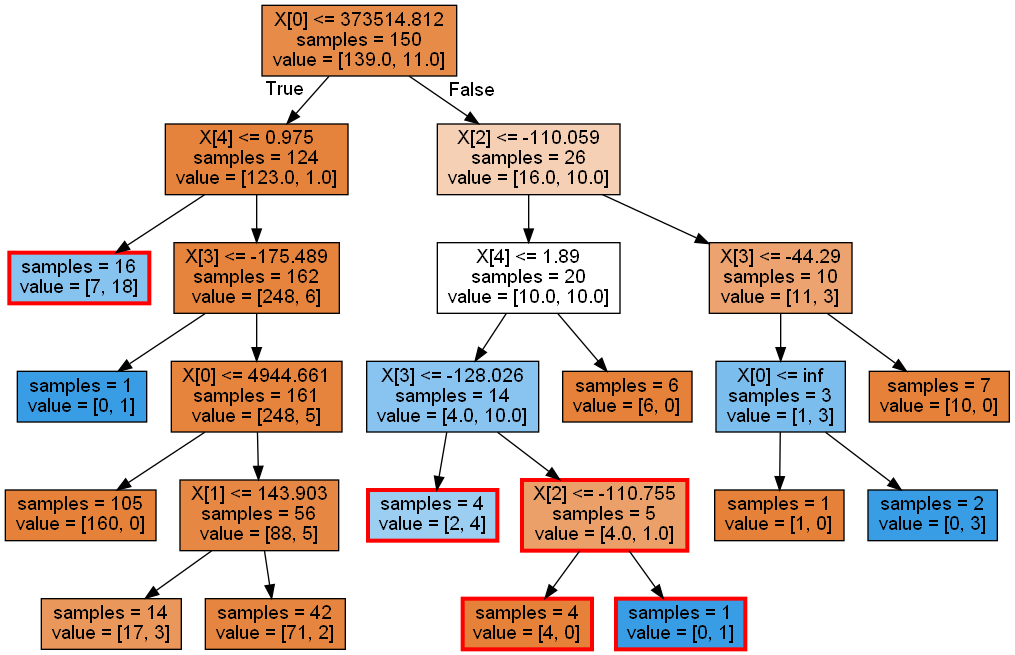 X[0] <= 373514.812
samples = 150
value = [139.0, 11.0]
True
False
X[4] <= 0.975
samples = 124
value = [123.0, 1.0]
X[2] <= -110.059
samples = 26
value = [16.0, 10.0]
samples = 16
value = [7, 18]
X[3] <= -175.489
samples = 162
value = [248, 6]
X[4] <= 1.89
samples = 20
value = [10.0, 10.0]
X[3] <= -44.29
samples = 10
value = [11, 3]
samples = 1
value = [0, 1]
X[0] <= 4944.661
samples = 161
value = [248, 5]
X[3] <= -128.026
samples = 14
value = [4.0, 10.0]
samples = 6
value = [6, 0]
X[0] <= inf
samples = 3
value = [1, 3]
samples = 7
value = [10, 0]
samples = 105
value = [160, 0]
X[1] <= 143.903
samples = 56
value = [88, 5]
samples = 4
value = [2, 4]
X[2] <= -110.755
samples = 5
value = [4.0, 1.0]
samples = 1
value = [1, 0]
samples = 2
value = [0, 3]
samples = 14
value = [17, 3]
samples = 42
value = [71, 2]
samples = 4
value = [4, 0]
samples = 1
value = [0, 1]